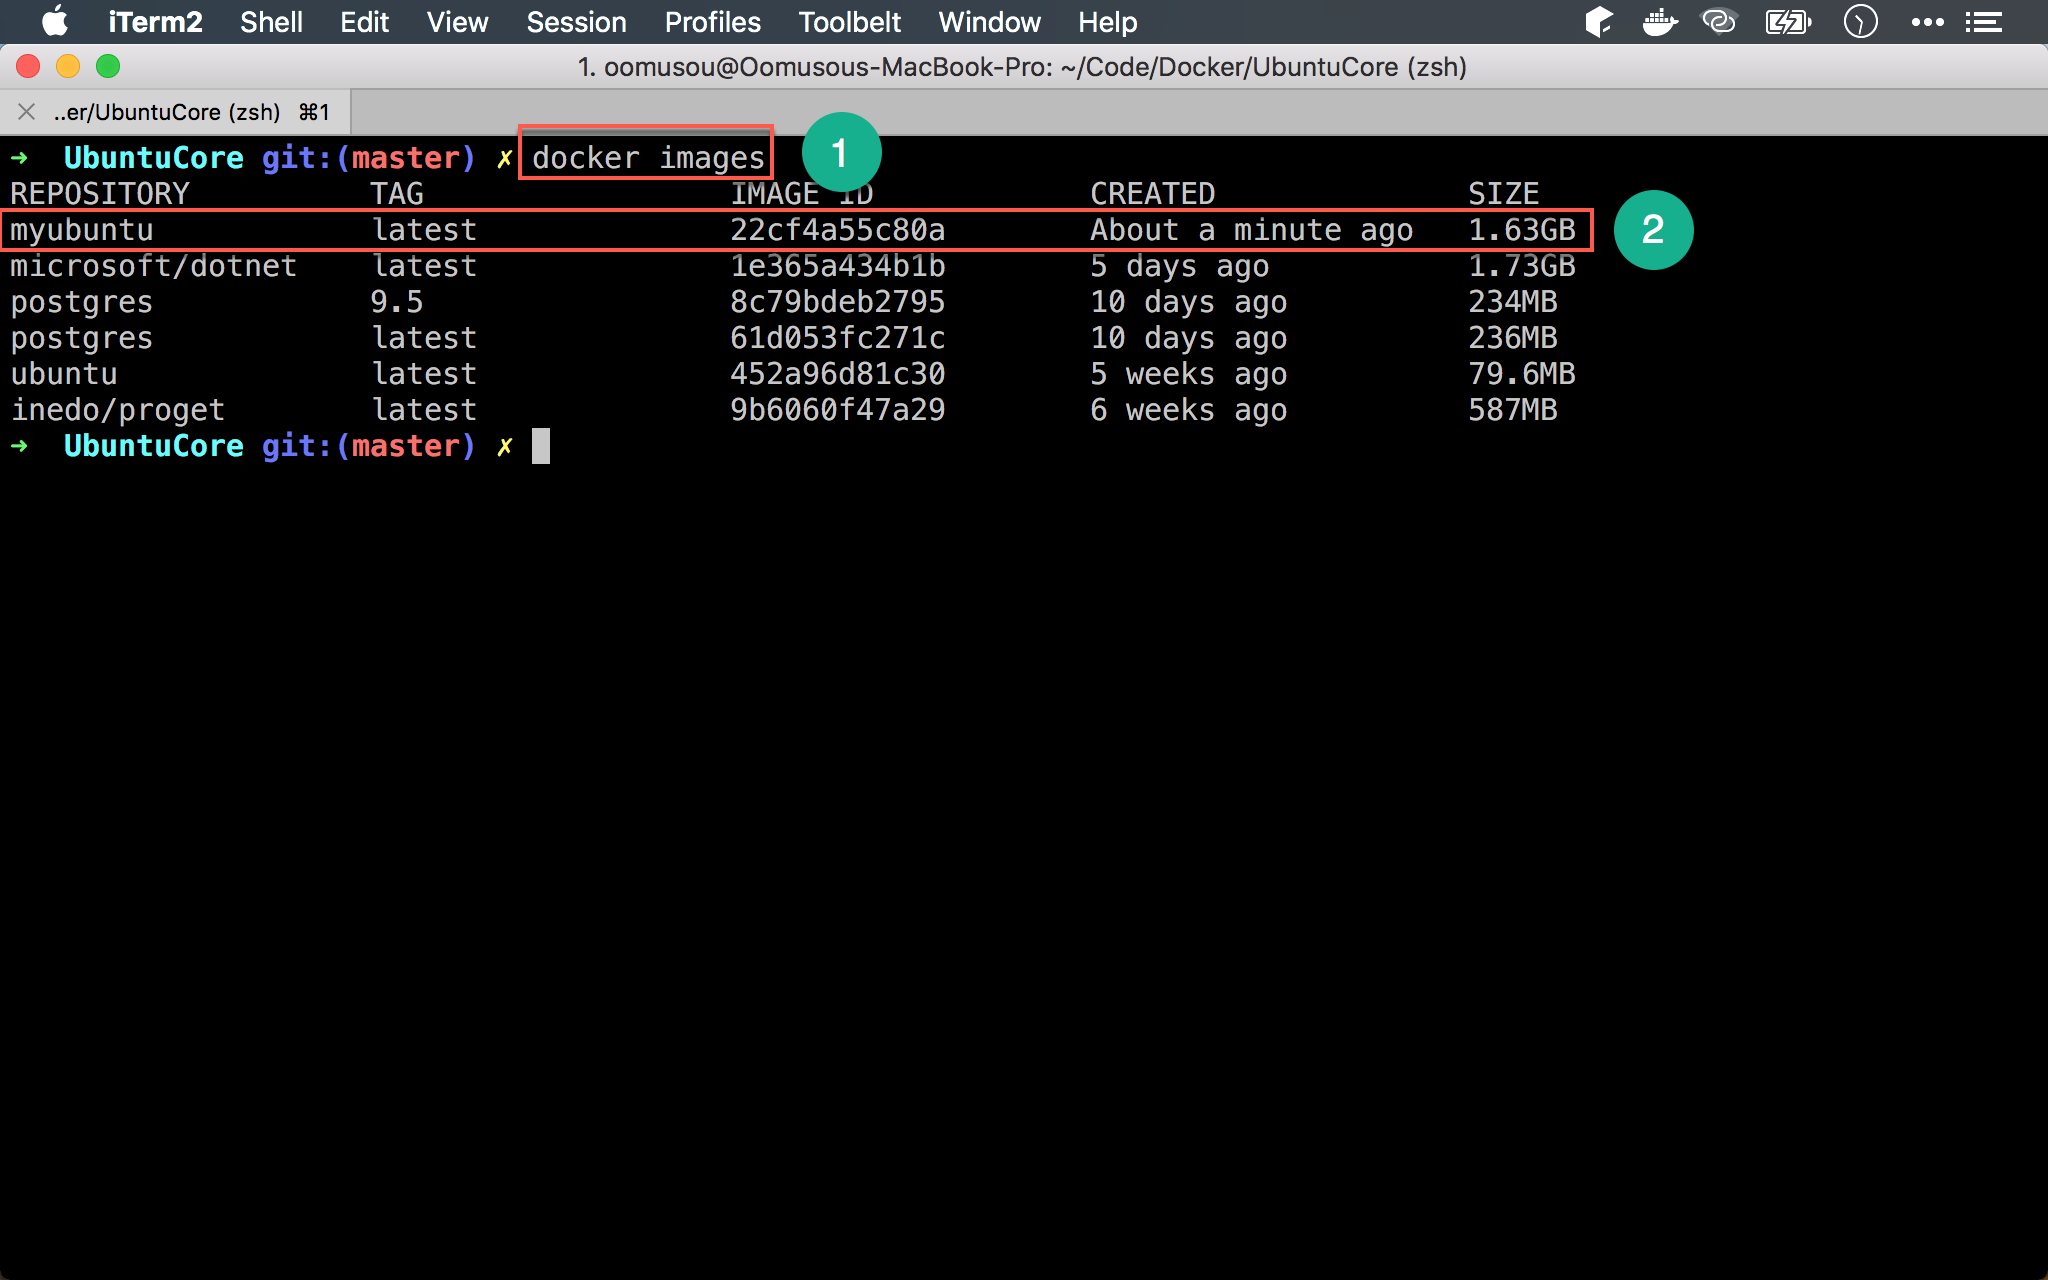 iTerm2 Shell Edit View Session Profiles Toolbelt Window Help
1. oomusou@Oomusous-MacBook-Pro: ~/Code/Docker/UbuntuCore (zsh)
..er/UbuntuCore (zsh) ⌘1
➜ UbuntuCore git:(master) ✗ docker images 1
REPOSITORY TAG IMAGE ID CREATED SIZE
myubuntu latest 22cf4a55c80a About a minute ago 1.63GB 2
microsoft/dotnet latest 1e365a434b1b 5 days ago 1.73GB
postgres 9.5 8c79bdeb2795 10 days ago 234MB
postgres latest 61d053fc271c 10 days ago 236MB
ubuntu latest 452a96d81c30 5 weeks ago 79.6MB
inedo/proget latest 9b6060f47a29 6 weeks ago 587MB
➜ UbuntuCore git:(master) ✗